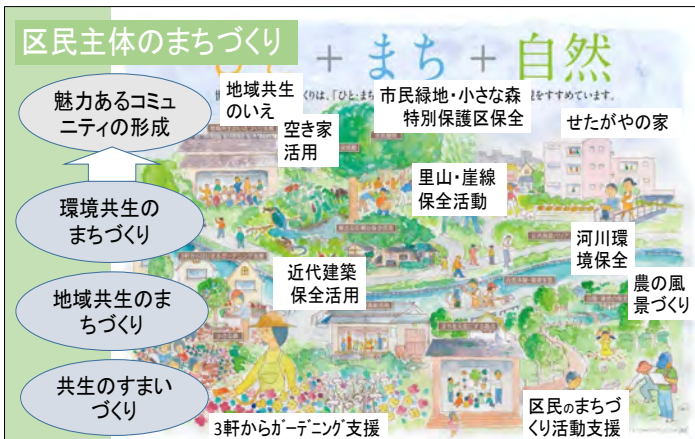 区民主体のまちづくり
+ まち + 自然
魅力あるコミュ
ニティの形成
環境共生の
まちづくり
地域共生のま
ちづくり
共生のすまい
づくり
地域共生
のいえ
空き家
活用
市民緑地・小さな森
特別保護区保全
せたがやの家
里山・崖線
保全活動
河川環
境保全
近代建築
保全活用
農の風
景づくり
3軒からガーデニング支援
区民のまちづ
くり活動支援